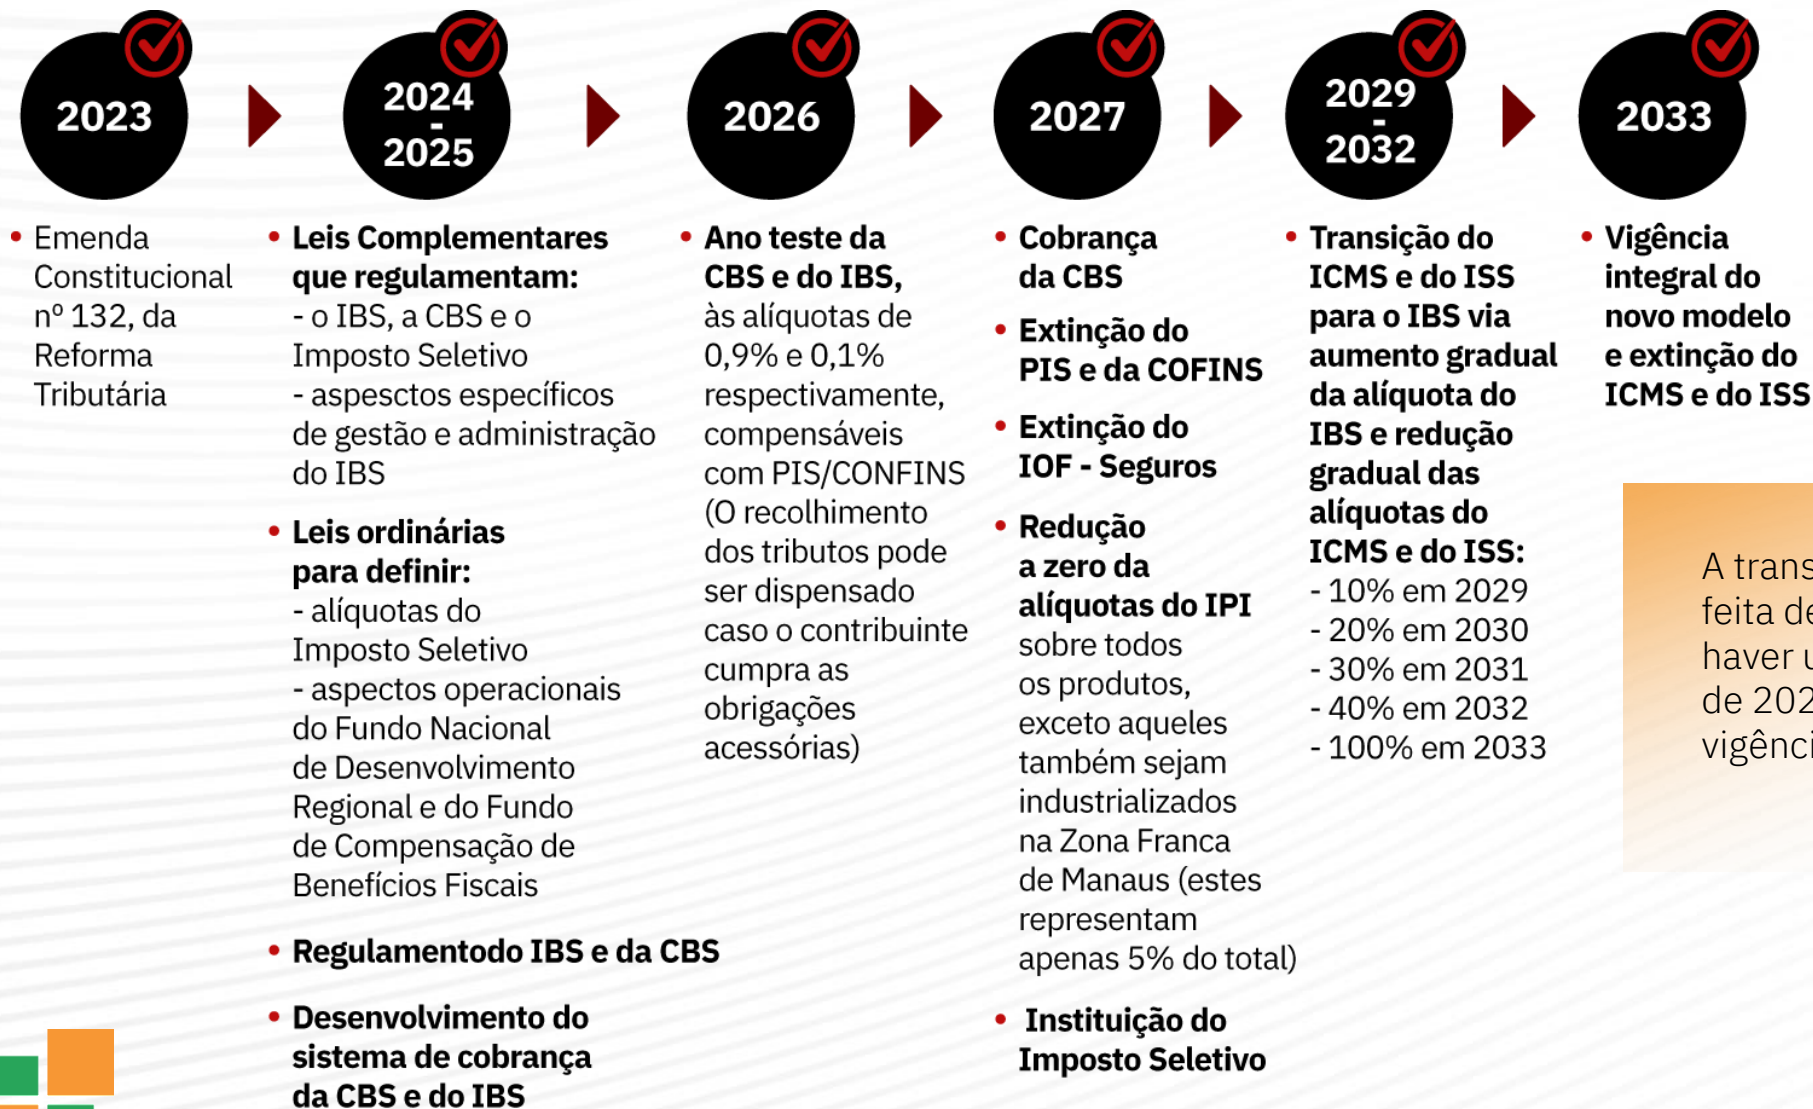 2023
Emenda
Constitucional
nº 132, da
Reforma
Tributária
2024
-
2025
Leis Complementares
que regulamentam:
- o IBS, a CBS e o
Imposto Seletivo
- aspesctos específicos
de gestão e administração
do IBS
Leis ordinárias
para definir:
- alíquotas do
Imposto Seletivo
- aspectos operacionais
do Fundo Nacional
de Desenvolvimento
Regional e do Fundo
de Compensação de
Benefícios Fiscais
Regulamentodo IBS e da CBS
Desenvolvimento do
sistema de cobrança
da CBS e do IBS
2026
Ano teste da
CBS e do IBS,
às alíquotas de
0,9% e 0,1%
respectivamente,
compensáveis
com PIS/CONFINS
(O recolhimento
dos tributos pode
ser dispensado
caso o contribuinte
cumpra as
obrigações
acessórias)
2027
Cobrança
da CBS
Extinção do
PIS e da COFINS
Extinção do
IOF - Seguros
Redução
a zero da
alíquotas do IPI
sobre todos
os produtos,
exceto aqueles
também sejam
industrializados
na Zona Franca
de Manaus (estes
representam
apenas 5% do total)
Instituição do
Imposto Seletivo
2029
-
2032
Transição do
ICMS e do ISS
para o IBS via
aumento gradual
da alíquota do
IBS e redução
gradual das
alíquotas do
ICMS e do ISS:
- 10% em 2029
- 20% em 2030
- 30% em 2031
- 40% em 2032
- 100% em 2033
2033
Vigência
integral do
novo modelo
e extinção do
ICMS e do ISS
A
feita
haver
de